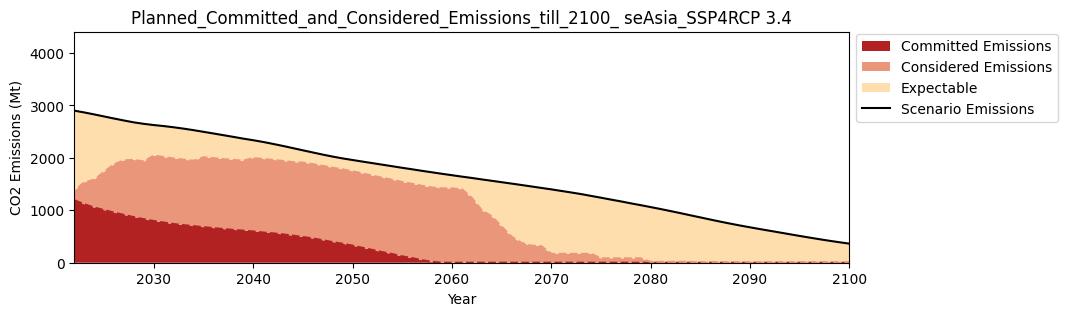 Planned_Committed_and_Considered_Emissions_till_2100_ seAsia_SSP4RCP 3.4
CO2 Emissions (Mt)
4000
3000
2000
1000
0
2030 2040 2050 2060 2070 2080 2090 2100
Year
Committed Emissions
Considered Emissions
Expectable
Scenario Emissions